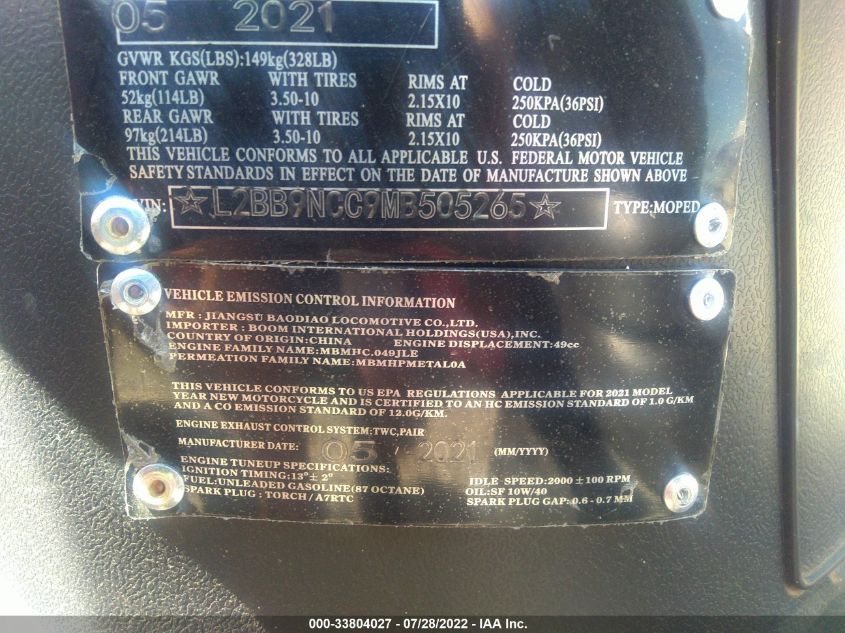 05 2021
GVWR KGS(LBS):149kg(328LB)
FRONT GAWR WITH TIRES RIMS AT COLD
52kg(114LB) 3.50-10 2.15X10 250KPA(36PSI)
REAR GAWR WITH TIRES RIMS AT COLD
97kg(214LB) 3.50-10 2.15X10 250KPA(36PSI)
THIS VEHICLE CONFORMS TO ALL APPLICABLE U.S. FEDERAL MOTOR VEHICLE
SAFETY STANDARDS IN EFFECT ON THE DATE OF MANUFACTURE SHOWN ABOVE
VIN: ☆L2BB9NCC9MB505265☆ TYPE:MOPED
VEHICLE EMISSION CONTROL INFORMATION
MFR : JIANGSU BAODIAO LOCOMOTIVE CO.,LTD.
IMPORTER : BOOM INTERNATIONAL HOLDINGS(USA),INC.
COUNTRY OF ORIGIN:CHINA ENGINE DISPLACEMENT:49cc
ENGINE FAMILY NAME:MBMHC.049JLE
PERMEATION FAMILY NAME:MBMHPMETAL0A
THIS VEHICLE CONFORMS TO US EPA REGULATIONS APPLICABLE FOR 2021 MODEL
YEAR NEW MOTORCYCLE AND IS CERTIFIED TO AN HC EMISSION STANDARD OF 1.0 G/KM
AND A CO EMISSION STANDARD OF 12.0G/KM.
ENGINE EXHAUST CONTROL SYSTEM:TWC,PAIR
MANUFACTURER DATE: 05 / 2021 (MM/YYYY)
ENGINE TUNEUP SPECIFICATIONS:
IGNITION TIMING:13°± 2° IDLE SPEED:2000 ±100 RPM
FUEL:UNLEADED GASOLINE(87 OCTANE) OIL:SF 10W/40
SPARK PLUG : TORCH / A7RTC SPARK PLUG GAP: 0.6 - 0.7 MM
000-33804027 - 07/28/2022 - IAA Inc.